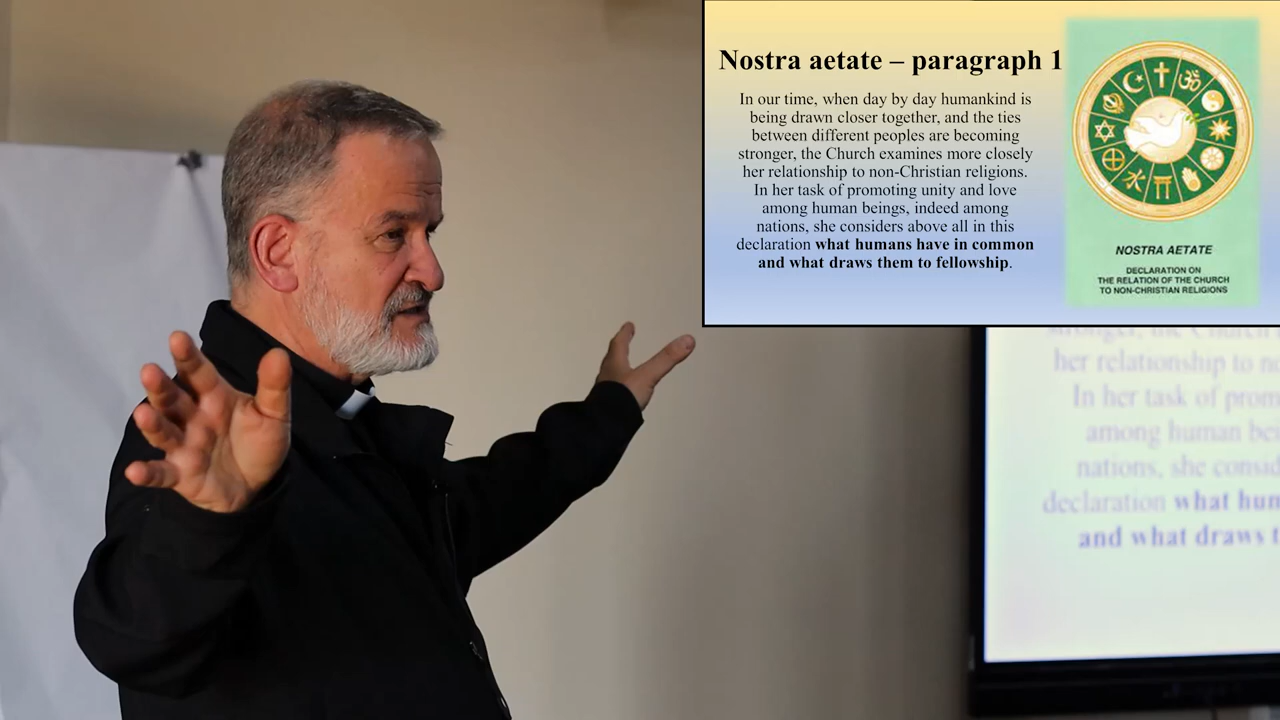 Nostra aetate – paragraph 1
In our time, when day by day humankind is
being drawn closer together, and the ties
between different peoples are becoming
stronger, the Church examines more closely
her relationship to non-Christian religions.
In her task of promoting unity and love
among human beings, indeed among
nations, she considers above all in this
declaration what humans have in common
and what draws them to fellowship.
NOSTRA AETATE
DECLARATION ON
THE RELATION OF THE CHURCH
TO NON-CHRISTIAN RELIGIONS
stronger, the Church
her relationship to
In her task of
among human
nations, she
declaration what
and what draws